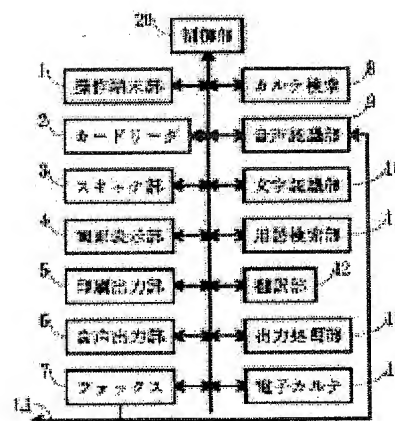 20
制御部
1
操作端末部
8
カルテ検索
2
カードリーダ
9
音声認識部
3
スキャナ部
文字認識部
4
画面表示部
用語検索部
5
印刷出力部
12
翻訳部
6
音声出力部
出力処理部
7
ファックス
電子カルテ